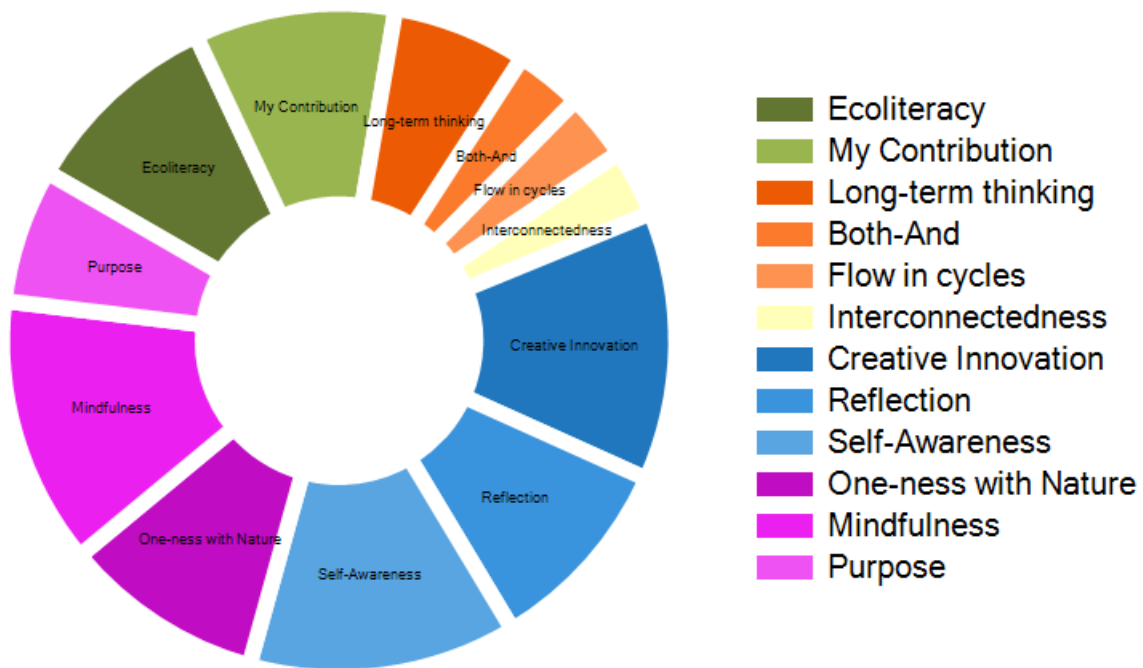 My Contribution
Long-term thinking
Both-And
Ecoliteracy
Flow in cycles
Interconnectedness
Purpose
Creative Innovation
Mindfulness
Reflection
One-ness with Nature
Self-Awareness
Ecoliteracy
My Contribution
Long-term thinking
Both-And
Flow in cycles
Interconnectedness
Creative Innovation
Reflection
Self-Awareness
One-ness with Nature
Mindfulness
Purpose